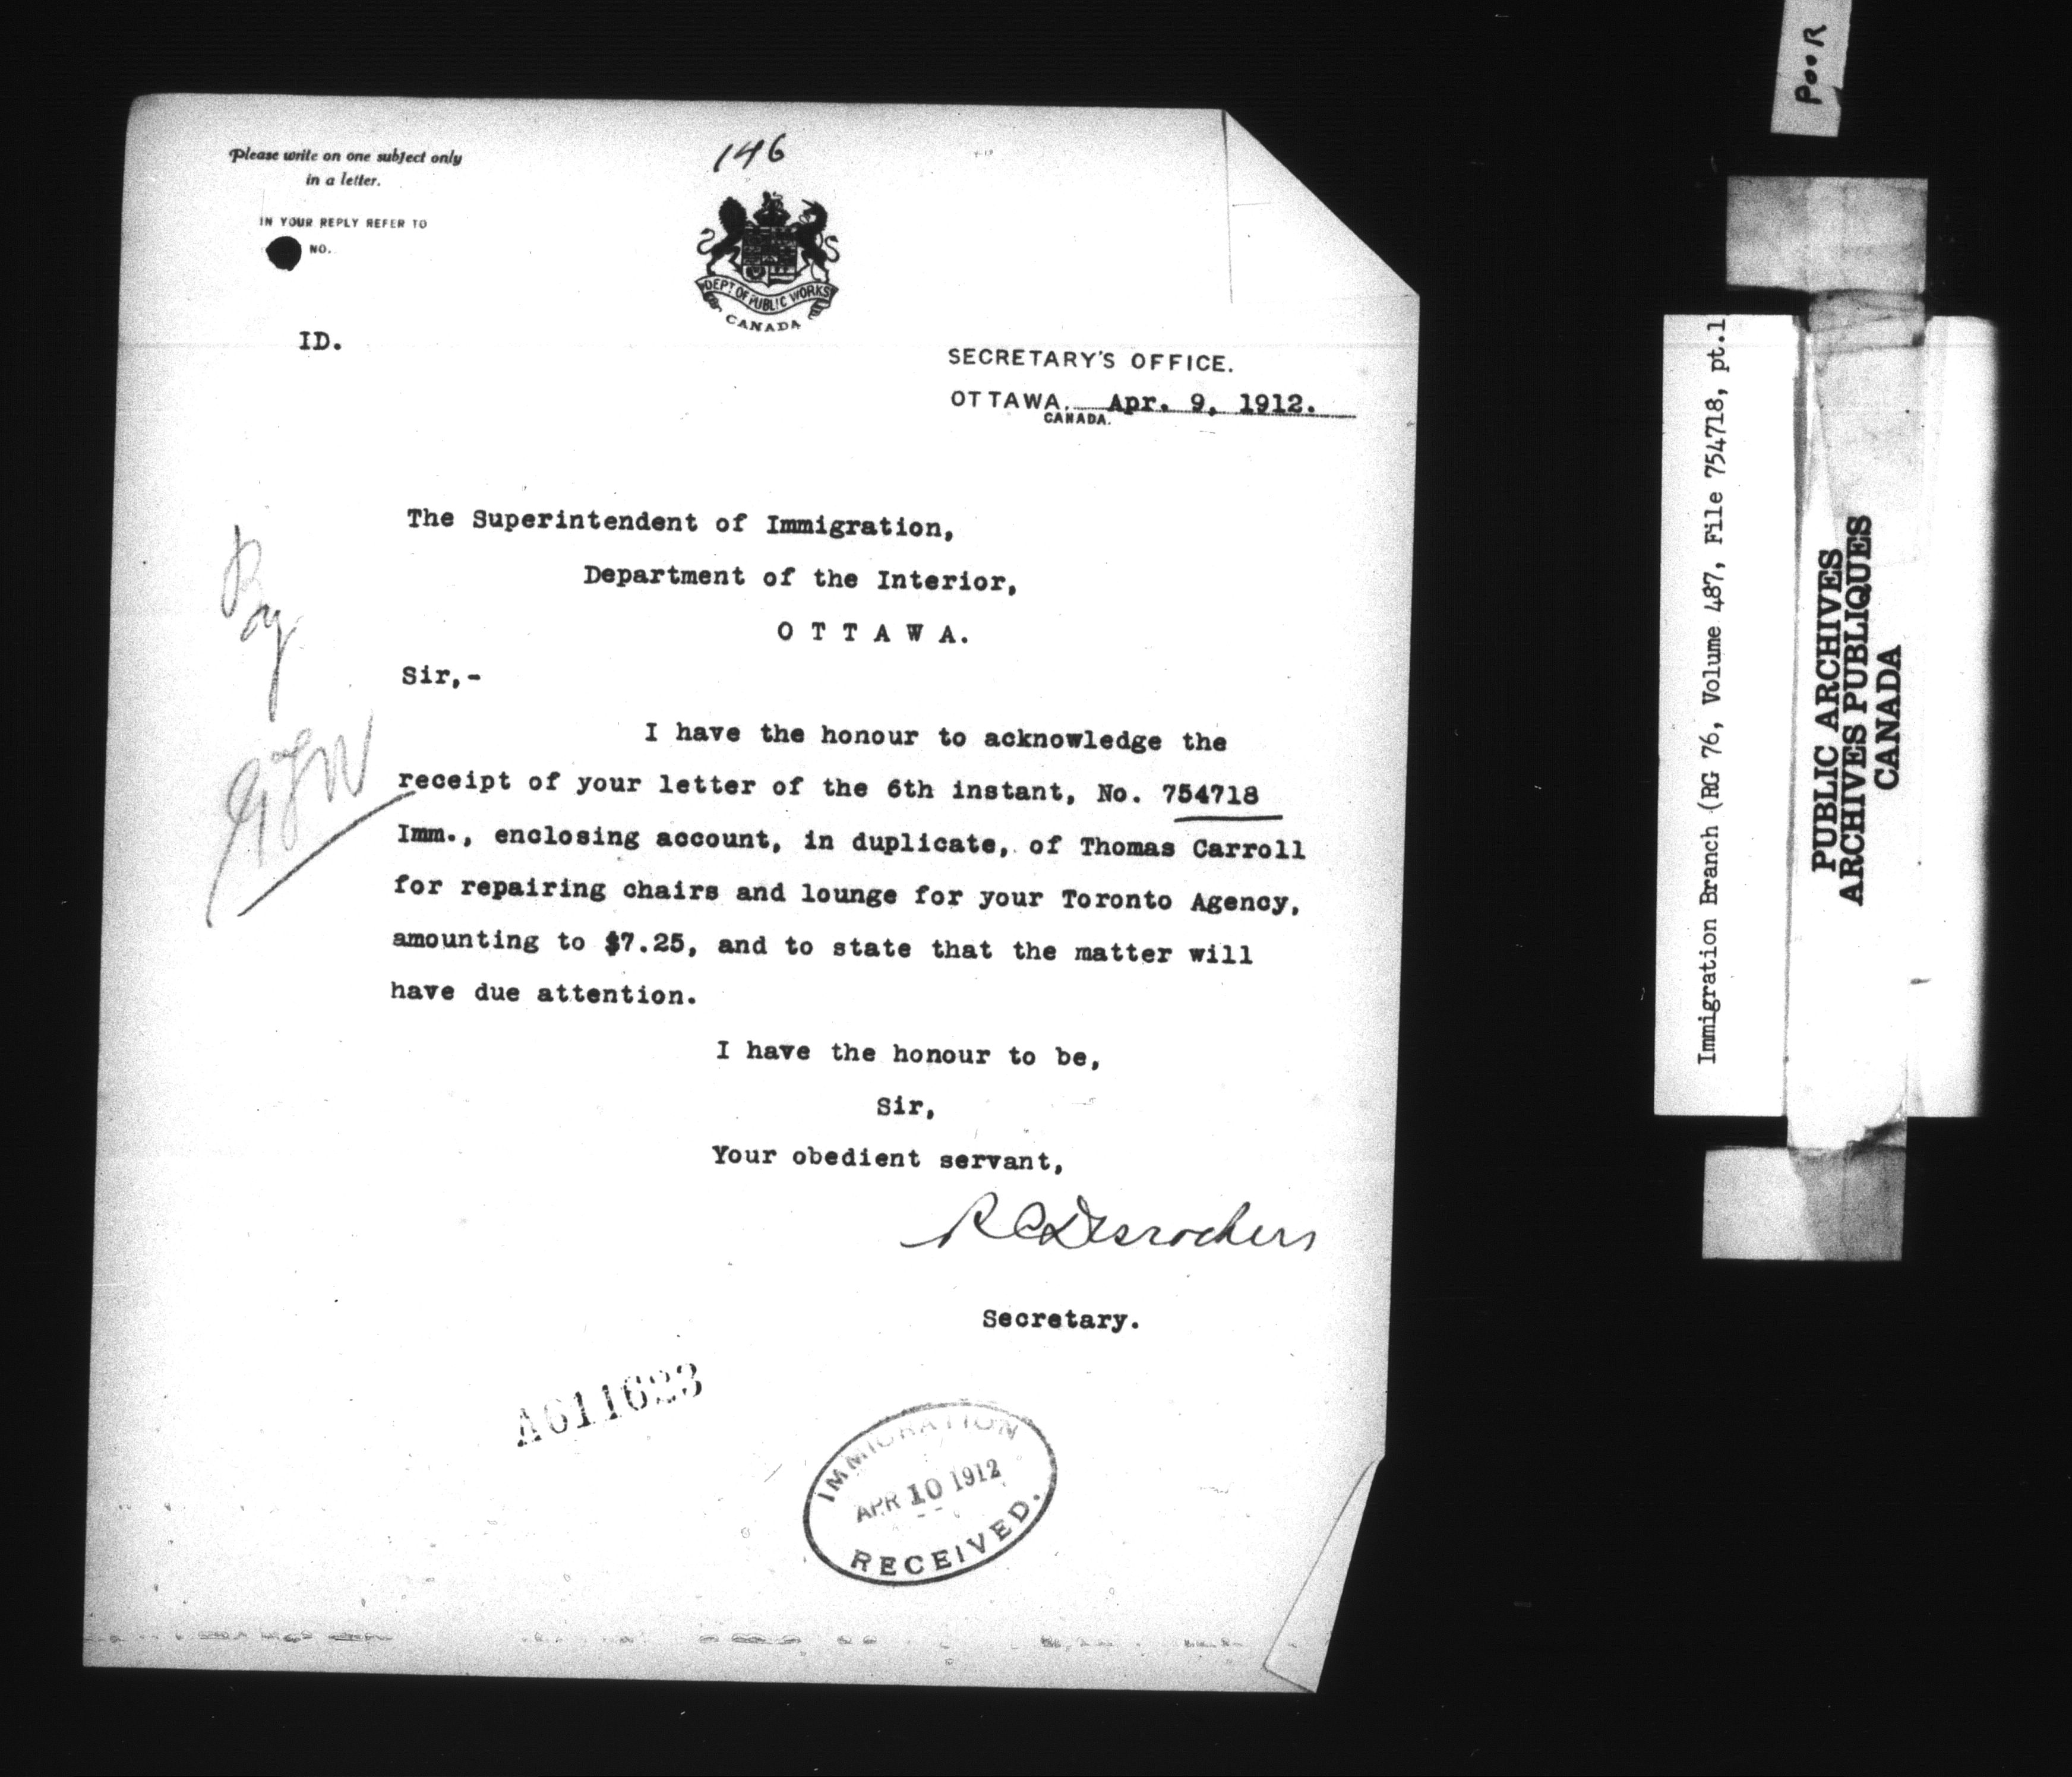 Please write on one subject only
in a letter.
IN YOUR REPLY REFER TO
NO.
146
DEPT OF PUBLIC WORKS
CANADA
ID.
SECRETARY'S OFFICE.
OTTAWA, Apr. 9, 1912.
CANADA.
The Superintendent of Immigration,
Department of the Interior,
O T T A W A.
Sir,-
I have the honour to acknowledge the
receipt of your letter of the 6th instant, No. 754718
Imm., enclosing account, in duplicate, of Thomas Carroll
for repairing chairs and lounge for your Toronto Agency,
amounting to $7.25, and to state that the matter will
have due attention.
I have the honour to be,
Sir,
Your obedient servant,
R C Desrochers
Secretary.
A611623
IMMIGRATION
APR 10 1912
RECEIVED.
POOR
Immigration Branch (RG 76, Volume 487, File 754718, pt.1
PUBLIC ARCHIVES
ARCHIVES PUBLIQUES
CANADA